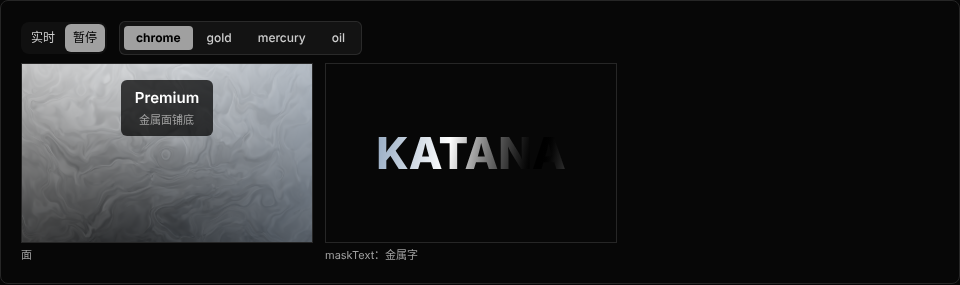 实时 暂停 chrome gold mercury oil
Premium
金属面铺底
KATANA
面
maskText：金属字